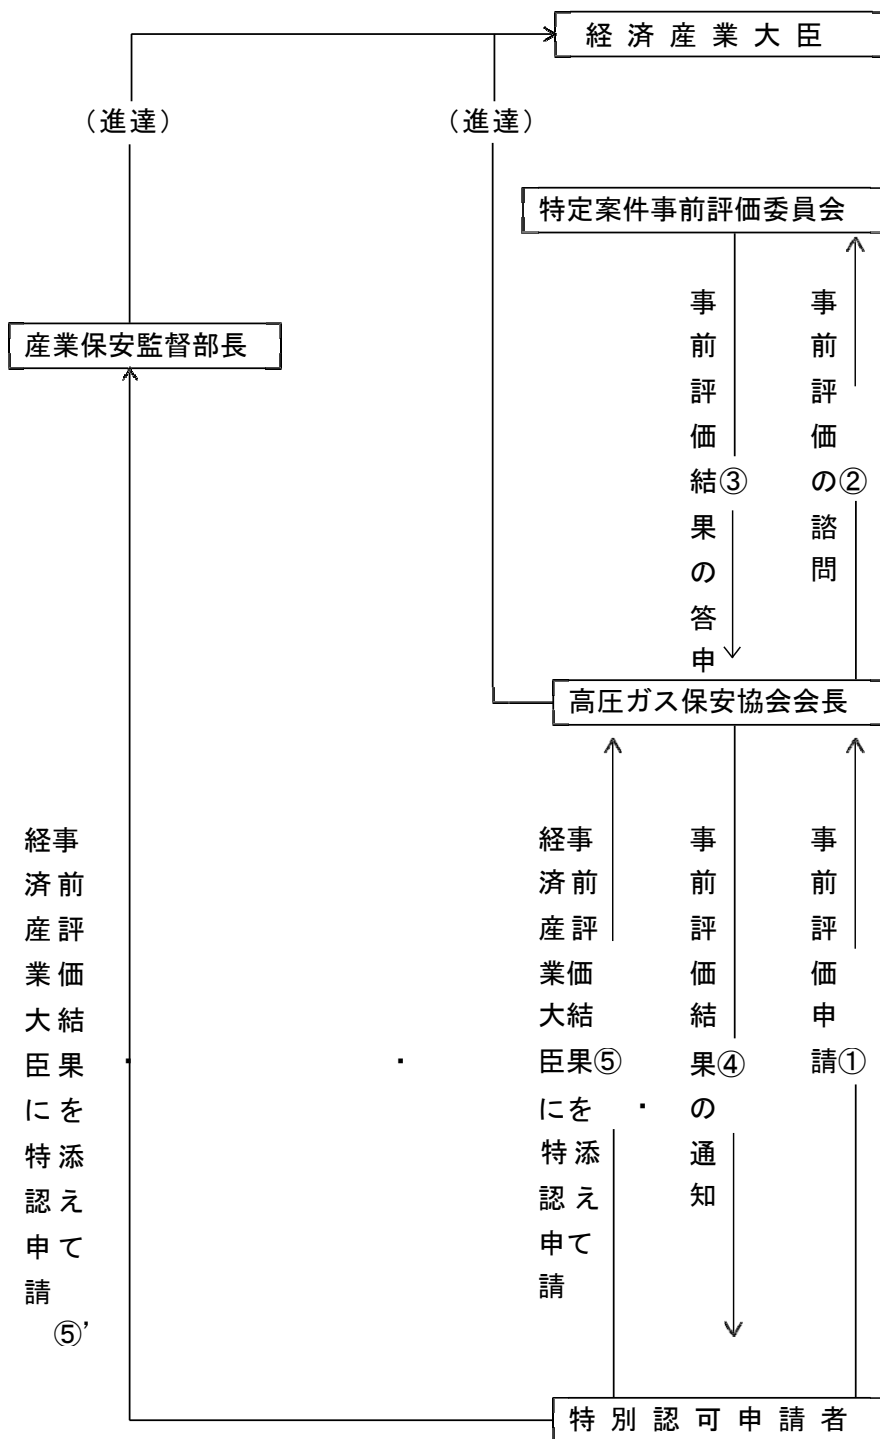 経済産業大臣
（進達）
（進達）
特定案件事前評価委員会
産業保安監督部長
事前評価の②諮問
事前評価結③果の答申
高圧ガス保安協会会長
事前評価申請①
事前評価結果④の通知
事前評価結果⑤を添えて
経済産業大臣に特認申請
事前評価結果を添えて
経済産業大臣に特認申請
⑤’
特別認可申請者